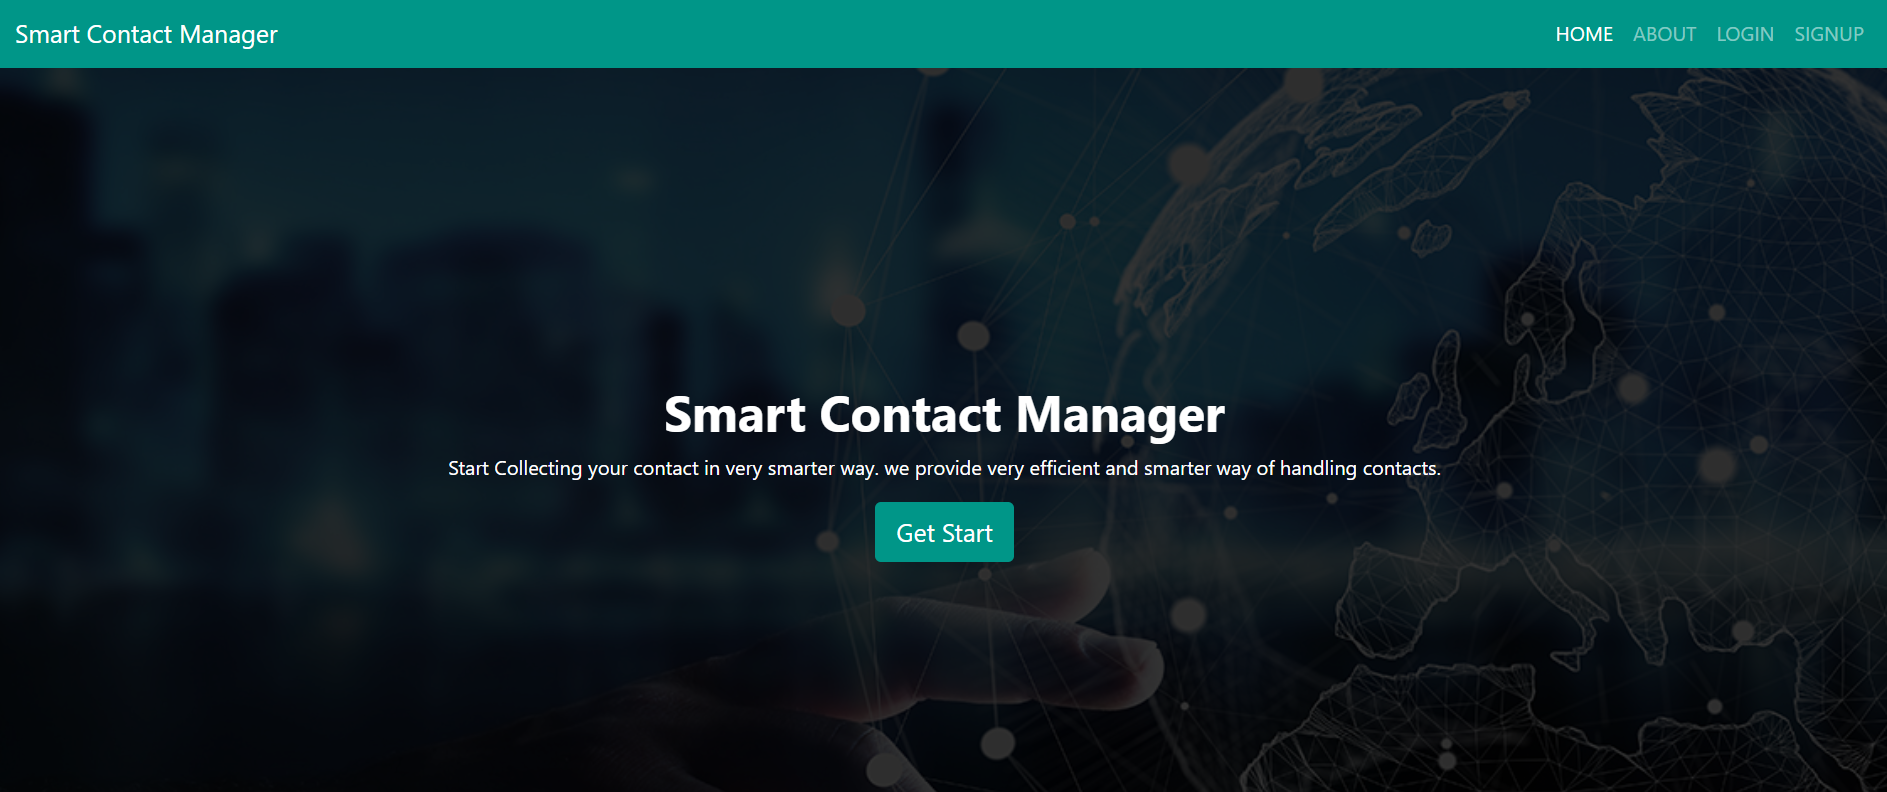 Smart Contact Manager
HOME ABOUT LOGIN SIGNUP
Smart Contact Manager
Start Collecting your contact in very smarter way. we provide very efficient and smarter way of handling contacts.
Get Start